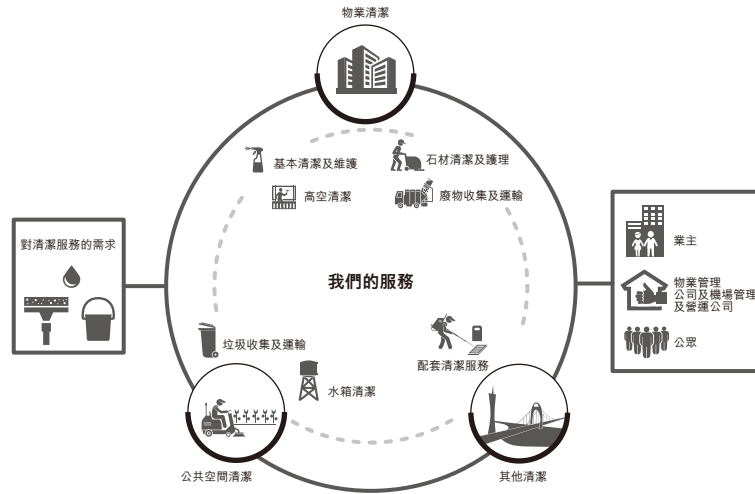 物業清潔
基本清潔及維護
石材清潔及護理
高空清潔
廢物收集及運輸
對清潔服務的需求
我們的服務
業主
物業管理
公司及機場管理
及營運公司
公眾
垃圾收集及運輸
水箱清潔
配套清潔服務
公共空間清潔
其他清潔